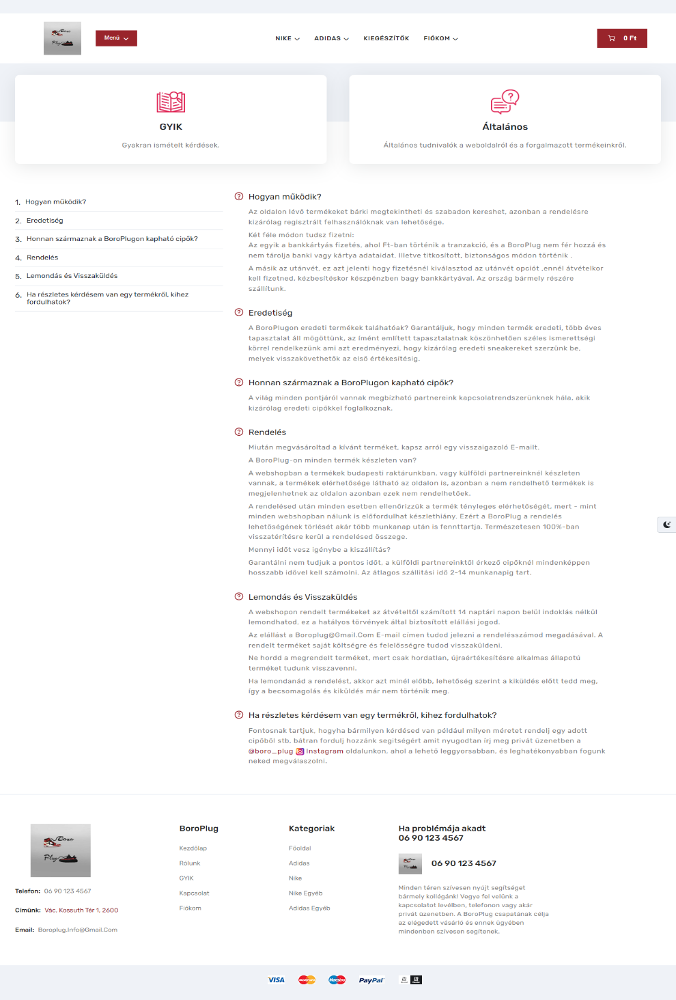 Boro
Plug
Menü
NIKE
ADIDAS
KIEGÉSZÍTŐK
FIÓKOM
0 Ft
GYIK
Gyakran ismételt kérdések.
Általános
Általános tudnivalók a weboldalról és a forgalmazott termékeinkről.
1. Hogyan működik?
2. Eredetiség
3. Honnan származnak a BoroPlugon kapható cipők?
4. Rendelés
5. Lemondás és Visszaküldés
6. Ha részletes kérdésem van egy termékről, kihez
fordulhatok?
Hogyan működik?
Az oldalon lévő termékeket bárki megtekintheti és szabadon kereshet, azonban a rendelésre
kizárólag regisztrált felhasználóknak van lehetősége.
Két féle módon tudsz fizetni:
Az egyik a bankkártyás fizetés, ahol Ft-ban történik a tranzakció, és a BoroPlug nem fér hozzá és
nem tárolja banki vagy kártya adataidat. Illetve titkosított, biztonságos módon történik .
A másik az utánvét, ez azt jelenti hogy fizetésnél kiválasztod az utánvét opciót ,ennél átvételkor
kell fizetned, kézbesítéskor készpénzben bagy bankkártyával. Az ország bármely részére
szállítunk.
Eredetiség
A BoroPlugon eredeti termékek taláhatóak? Garantáljuk, hogy minden termék eredeti, több éves
tapasztalat áll mögöttünk, az imént említett tapasztalatnak köszönhetően széles ismerettségi
körrel rendelkezünk ami azt eredményezi, hogy kizárólag eredeti sneakereket szerzünk be,
melyek visszakövethetők az első értékesítésig.
Honnan származnak a BoroPlugon kapható cipők?
A világ minden pontjáról vannak megbízható partnereink kapcsolatrendszerünknek hála, akik
kizárólag eredeti cipőkkel foglalkoznak.
Rendelés
Miután megvásároltad a kívánt terméket, kapsz arról egy visszaigazoló E-mailt.
A BoroPlug-on minden termék készleten van?
A webshopban a termékek budapesti raktárunkban, vagy külföldi partnereinknél készleten
vannak, a termékek elérhetősége látható az oldalon is, azonban a nem rendelhető termékek is
megjelenhetnek az oldalon azonban ezek nem rendelhetőek.
A rendelésed után minden esetben ellenőrizzük a termék tényleges elérhetőségét, mert - mint
minden webshopban nálunk is előfordulhat készlethiány. Ezért a BoroPlug a rendelés
lehetőségének törlését akár több munkanap után is fennttartja. Természetesen 100%-ban
visszatérítésre kerül a rendelésed összege.
Mennyi időt vesz igénybe a kiszállítás?
Garantálni nem tudjuk a pontos időt, a külföldi partnereinktől érkező cipőknél mindenképpen
hosszabb idővel kell számolni. Az átlagos szállítási idő 2-14 munkanapig tart.
Lemondás és Visszaküldés
A webshopon rendelt termékeket az átvételtől számított 14 naptári napon belül indoklás nélkül
lemondhatod, ez a hatályos törvények által biztosított elállási jogod.
Az elállást a Boroplug@Gmail.Com E-mail címen tudod jelezni a rendelésszámod megadásával. A
rendelt terméket saját költségre és felelősségre tudod visszaküldeni.
Ne hordd a megrendelt terméket, mert csak hordatlan, újraértékesítésre alkalmas állapotú
terméket tudunk visszavenni.
Ha lemondanád a rendelést, akkor azt minél előbb, lehetőség szerint a kiküldés előtt tedd meg,
így a becsomagolás és kiküldés már nem történik meg.
Ha részletes kérdésem van egy termékről, kihez fordulhatok?
Fontosnak tartjuk, hogyha bármilyen kérdésed van például milyen méretet rendelj egy adott
cipőből stb, bátran fordulj hozzánk segítségért amit nyugodtan írj meg privát üzenetben a
@boro_plug Instagram oldalunkon, ahol a lehető leggyorsabban, és leghatékonyabban fogunk
neked megválaszolni.
Boro
Plug
Telefon: 06 90 123 4567
Címünk: Vác, Kossuth Tér 1, 2600
Email: Boroplug.Info@Gmail.Com
BoroPlug
Kezdőlap
Rólunk
GYIK
Kapcsolat
Fiókom
Kategoriak
Főoldal
Adidas
Nike
Nike Egyéb
Adidas Egyéb
Ha problémája akadt
06 90 123 4567
06 90 123 4567
Minden téren szívesen nyújt segítséget
bármely kollégánk! Vegye fel velünk a
kapcsolatot levélben, telefonon vagy akár
privát üzenetben. A BoroPlug csapatának célja
az elégedett vásárló és ennek ügyében
mindenben szívesen segítenek.
VISA
MasterCard
Maestro
PayPal